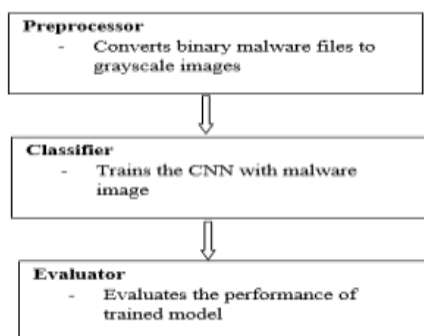 Preprocessor
- Converts binary malware files to
grayscale images
Classifier
- Trains the CNN with malware
image
Evaluator
- Evaluates the performance of
trained model